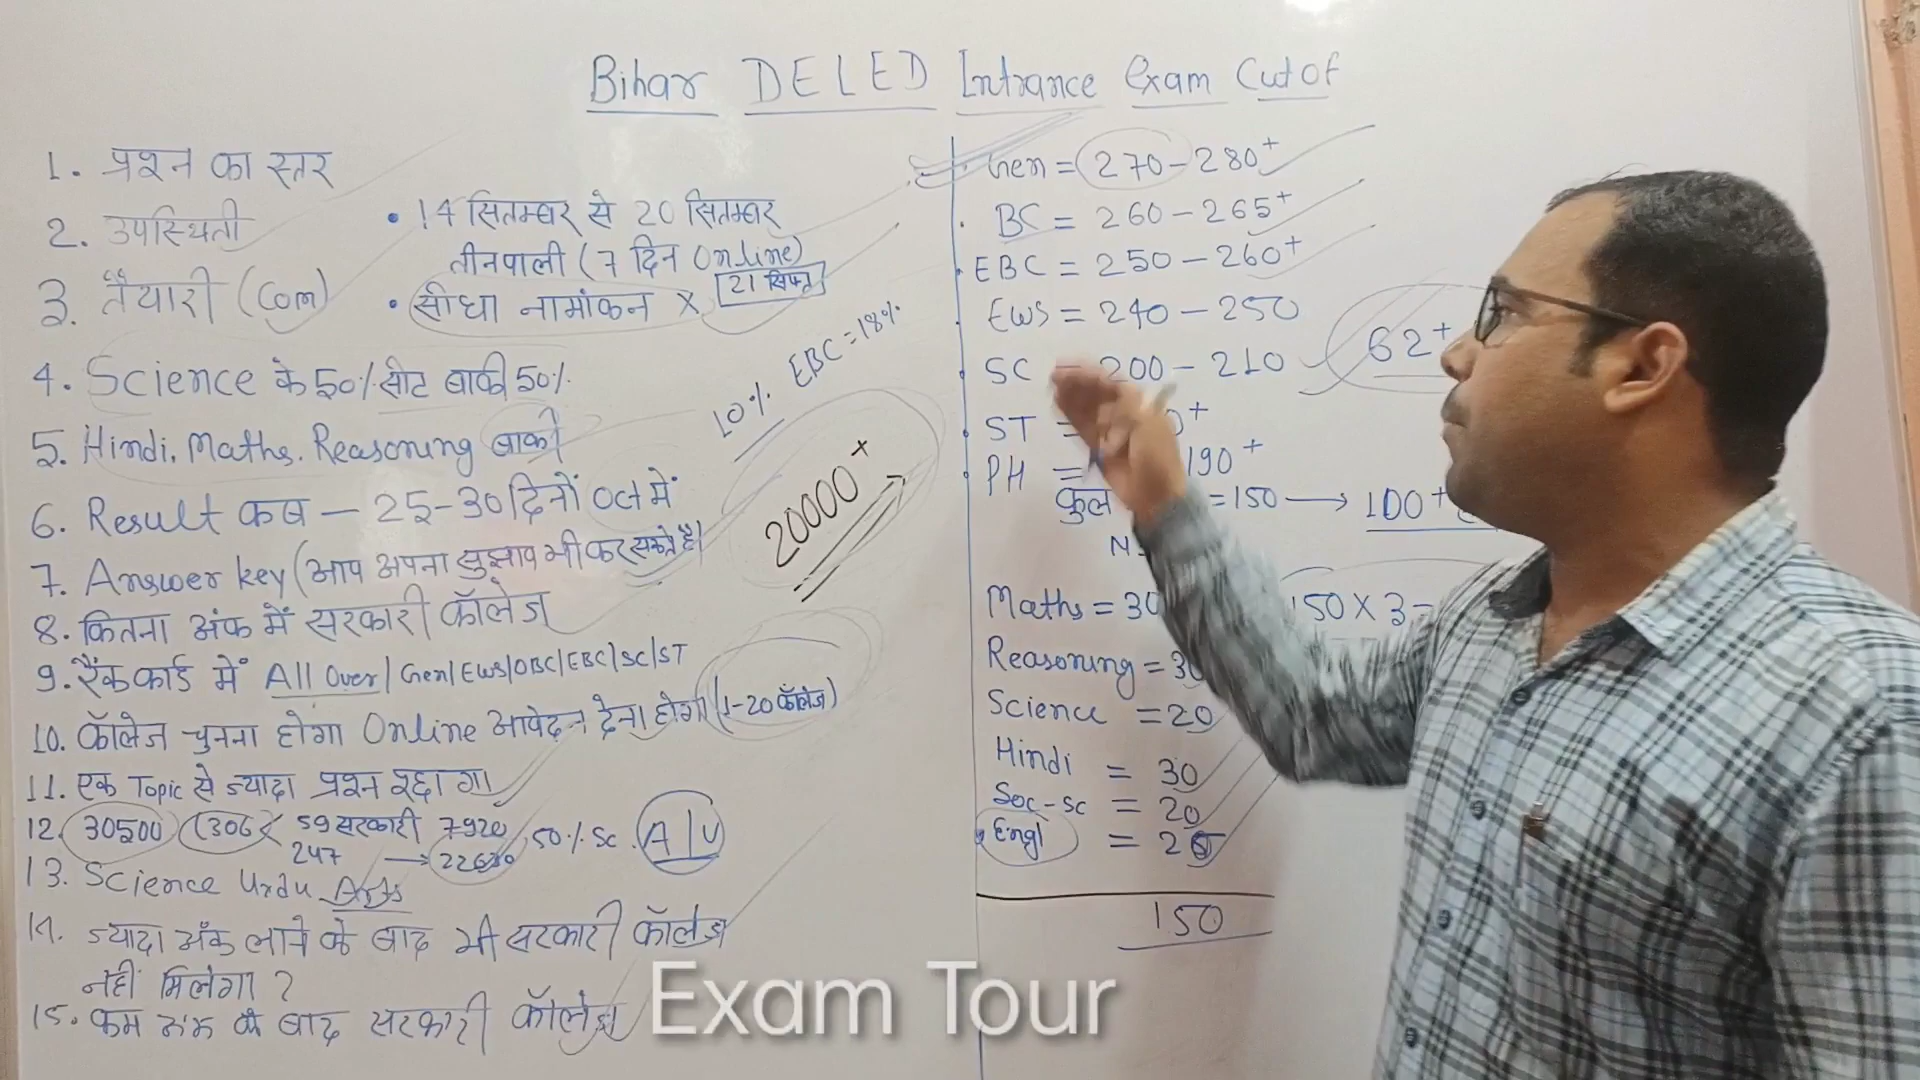 Bihar DELED Intrance Exam Cutof
1. प्रश्न का स्तर
2. उपस्थिती
3. तैयारी (Com)
• 14 सितम्बर से 20 सितम्बर
तीनपाली (7 दिन Online)
• सीधा नामांकन X
4. Science के 50% सीट बाकी 50%
5. Hindi, Maths, Reasoning बाकी
6. Result कब – 25-30 दिनों Oct में
7. Answer key (आप अपना सुझाव भी कर सकते है)
8. कितना अंक में सरकारी कॉलेज
9. रैंक कार्ड में All Over/Gen/EWS/OBC/EBC/SC/ST
10. कॉलेज चुनना होगा Online आवेदन देना होगा (1-20 कॉलेज)
11. एक Topic से ज्यादा प्रश्न
12. 30500 (306) 59 सरकारी 7920, 50% Sc. A/U
247 → 
13. Science Urdu Arts
14. ज्यादा अंक लाने के बाद भी सरकारी कॉलेज
नहीं मिलेगा ?
15. कम अंक के बाद सरकारी कॉलेज
10% EBC = 18%
20000+
Gen = 270-280+
BC = 260-265+
EBC = 250-260+
EWS = 240-250
SC = 200-210
62+
ST =
PH = 190+
कुल =150 → 100+
Maths = 30
150 X 3
Reasoning = 30
Science = 20
Hindi = 30
Soc-Sc = 20
Engl = 20
150
Exam Tour